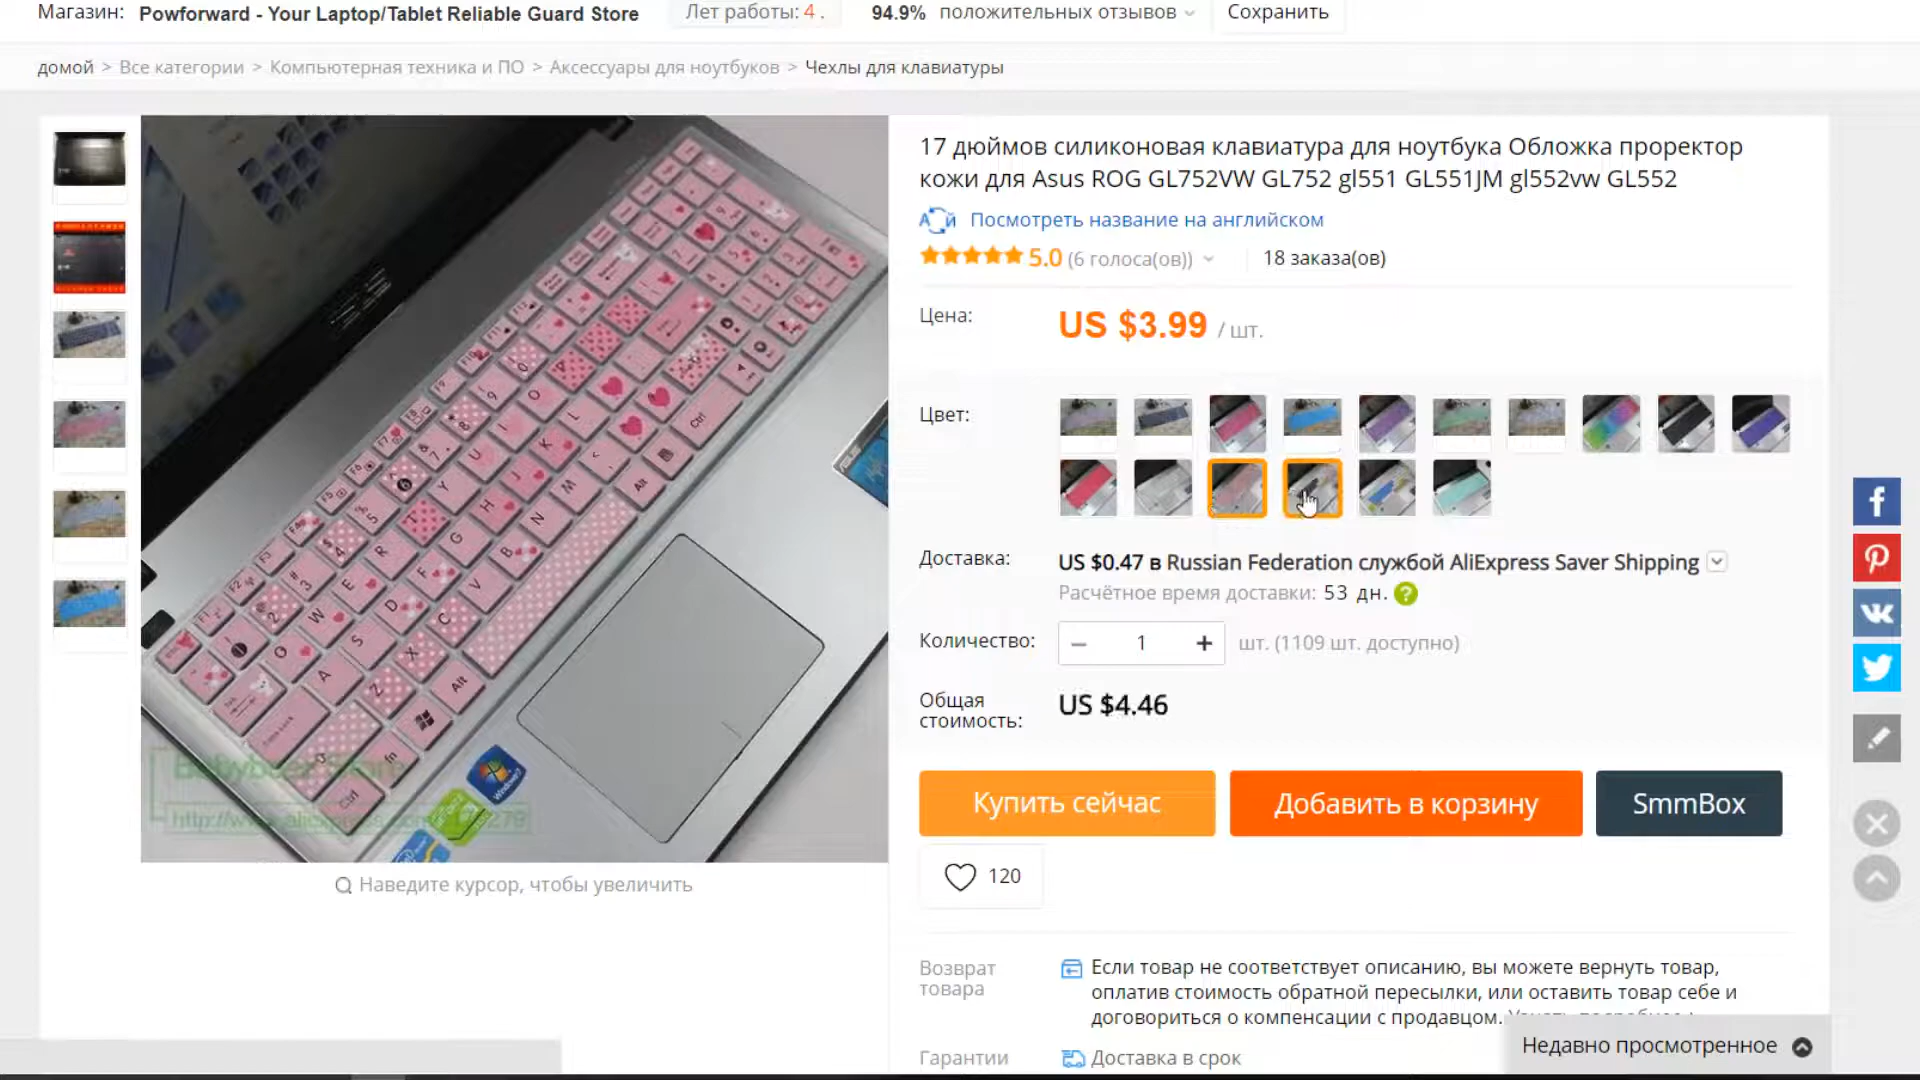 Магазин: Powforward - Your Laptop/Tablet Reliable Guard Store Лет работы: 4 . 94.9% положительных отзывов Сохранить
домой > Все категории > Компьютерная техника и ПО > Аксессуары для ноутбуков > Чехлы для клавиатуры
17 дюймов силиконовая клавиатура для ноутбука Обложка проректор
кожи для Asus ROG GL752VW GL752 gl551 GL551JM gl552vw GL552
Посмотреть название на английском
5.0 (6 голоса(ов)) 18 заказа(ов)
Цена: US $3.99 / шт.
Цвет:
Доставка: US $0.47 в Russian Federation службой AliExpress Saver Shipping
Расчётное время доставки: 53 дн. ?
Количество: − 1 + шт. (1109 шт. доступно)
Общая
стоимость: US $4.46
Купить сейчас Добавить в корзину SmmBox
120
Наведите курсор, чтобы увеличить
Возврат
товара
Если товар не соответствует описанию, вы можете вернуть товар,
оплатив стоимость обратной пересылки, или оставить товар себе и
договориться о компенсации с продавцом.
Гарантии Доставка в срок
Недавно просмотренное